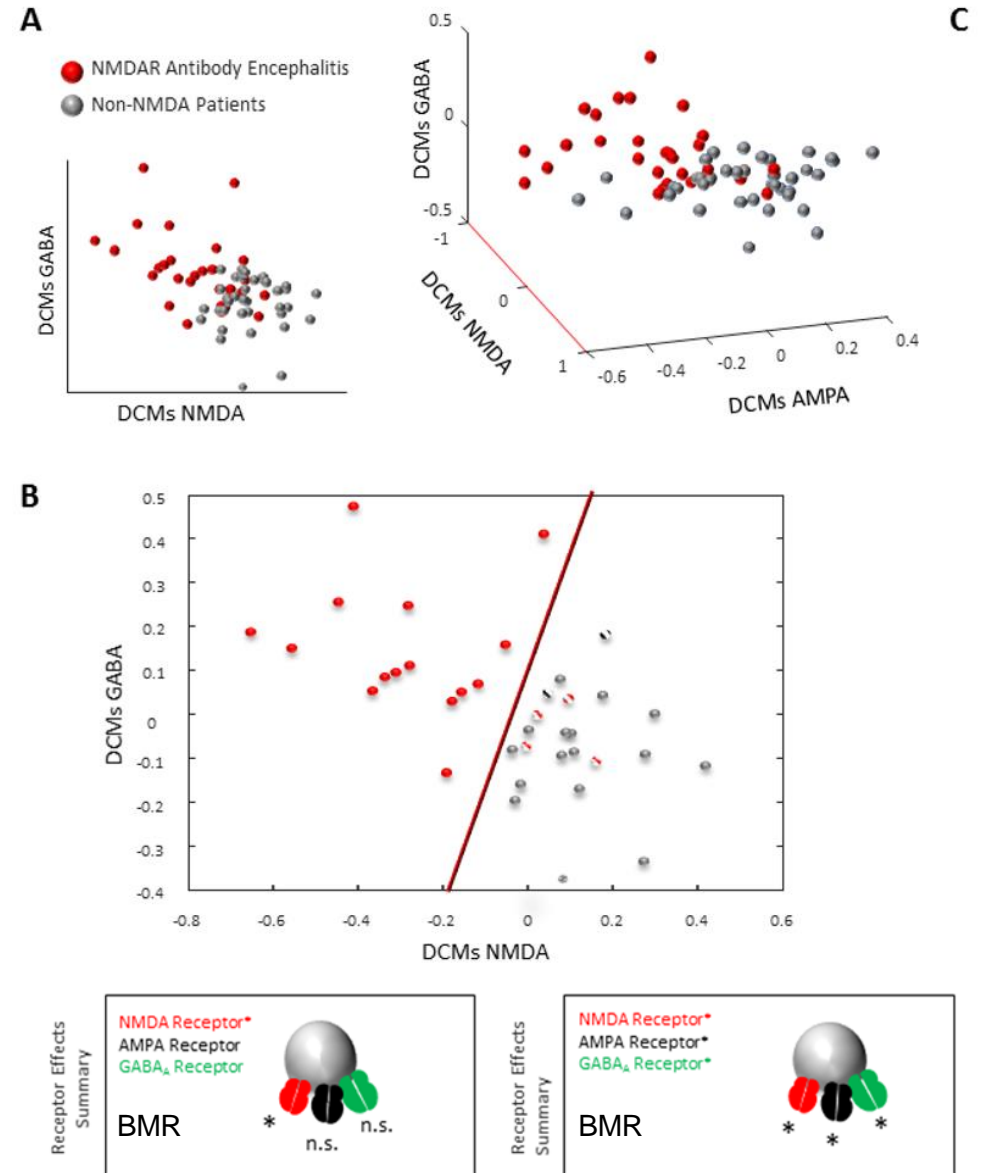 A
C
NMDAR Antibody Encephalitis
Non-NMDA Patients
DCMs GABA
DCMs NMDA
0.5
0
-0.5
DCMs GABA
-1
0
1
DCMs NMDA
-0.6
-0.4
-0.2
0
0.2
0.4
DCMs AMPA
B
0.5
0.4
0.3
0.2
0.1
0
-0.1
-0.2
-0.3
-0.4
DCMs GABA
-0.8
-0.6
-0.4
-0.2
0
0.2
0.4
0.6
DCMs NMDA
Receptor Effects
Summary
NMDA Receptor*
AMPA Receptor
GABAA Receptor
BMR
*
n.s.
n.s.
Receptor Effects
Summary
NMDA Receptor*
AMPA Receptor*
GABAA Receptor*
BMR
*
*
*